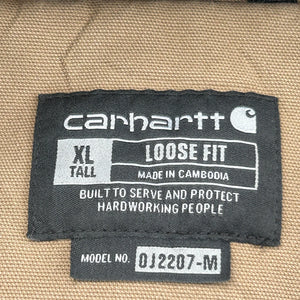 carhartt
XL TALL
LOOSE FIT
MADE IN CAMBODIA
BUILT TO SERVE AND PROTECT
HARDWORKING PEOPLE
MODEL NO. OJ2207-M